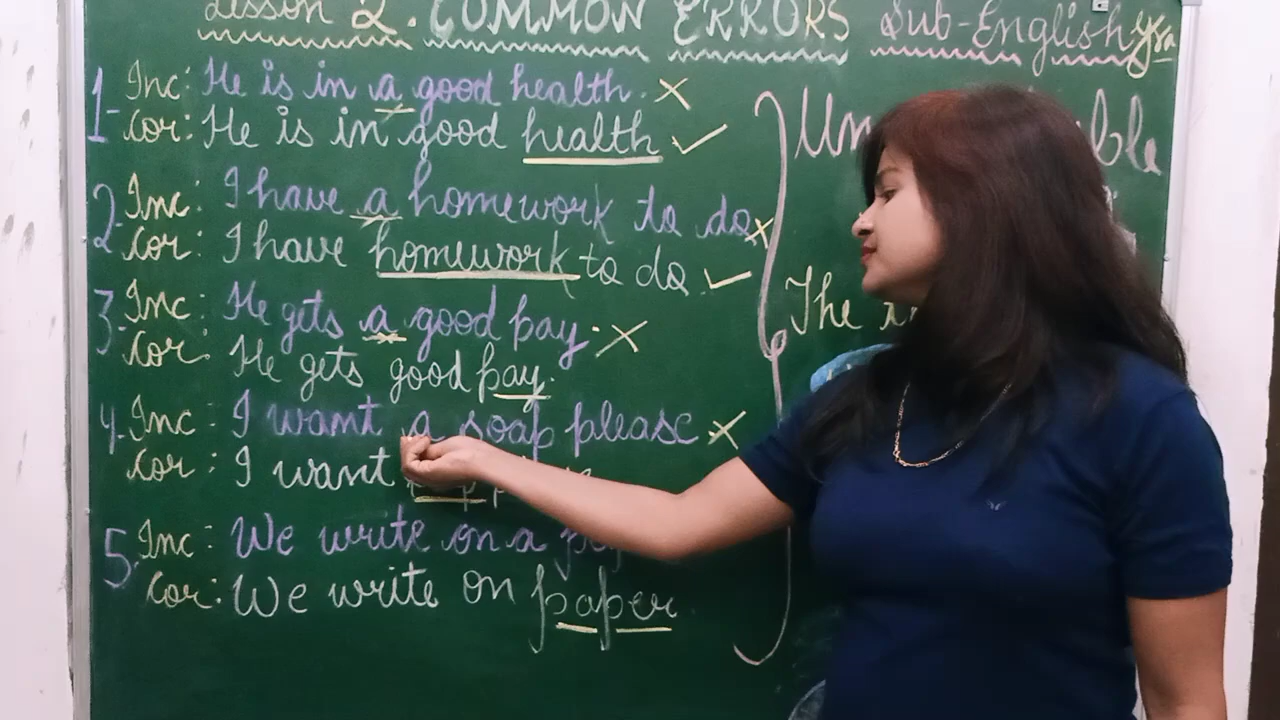 Lesson 2. COMMON ERRORS Sub-English
1- Inc: He is in a good health. ×
Cor: He is in good health ✓
2- Inc: I have a homework to do ×
Cor: I have homework to do ✓
3- Inc: He gets a good pay. ×
Cor. He gets good pay.
4- Inc: I want a soap please ×
Cor: I want
5. Inc: We write on a
Cor: We write on paper
The